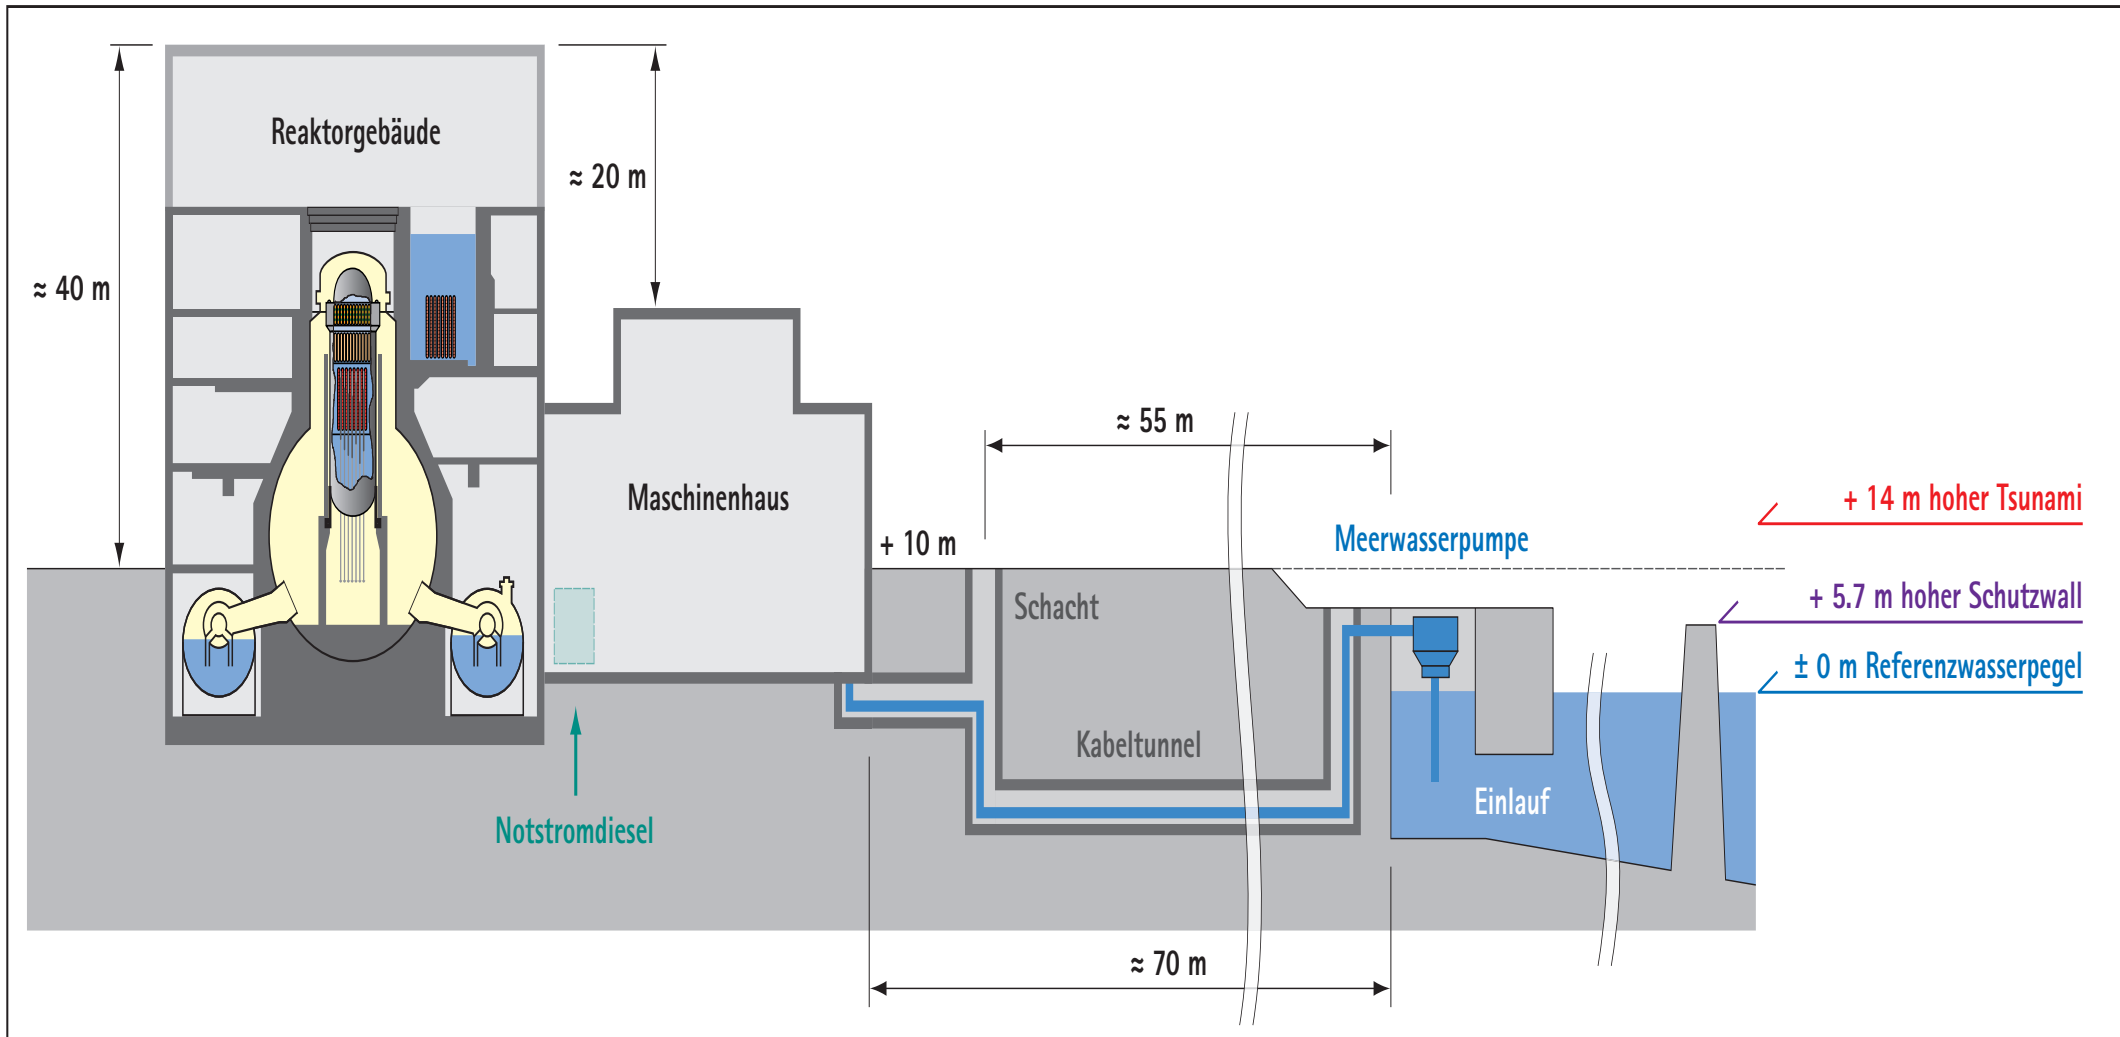 Reaktorgebäude
≈ 20 m
≈ 40 m
≈ 55 m
Maschinenhaus
+ 14 m hoher Tsunami
+ 10 m
Meerwasserpumpe
Schacht
+ 5.7 m hoher Schutzwall
± 0 m Referenzwasserpegel
Kabeltunnel
Einlauf
Notstromdiesel
≈ 70 m